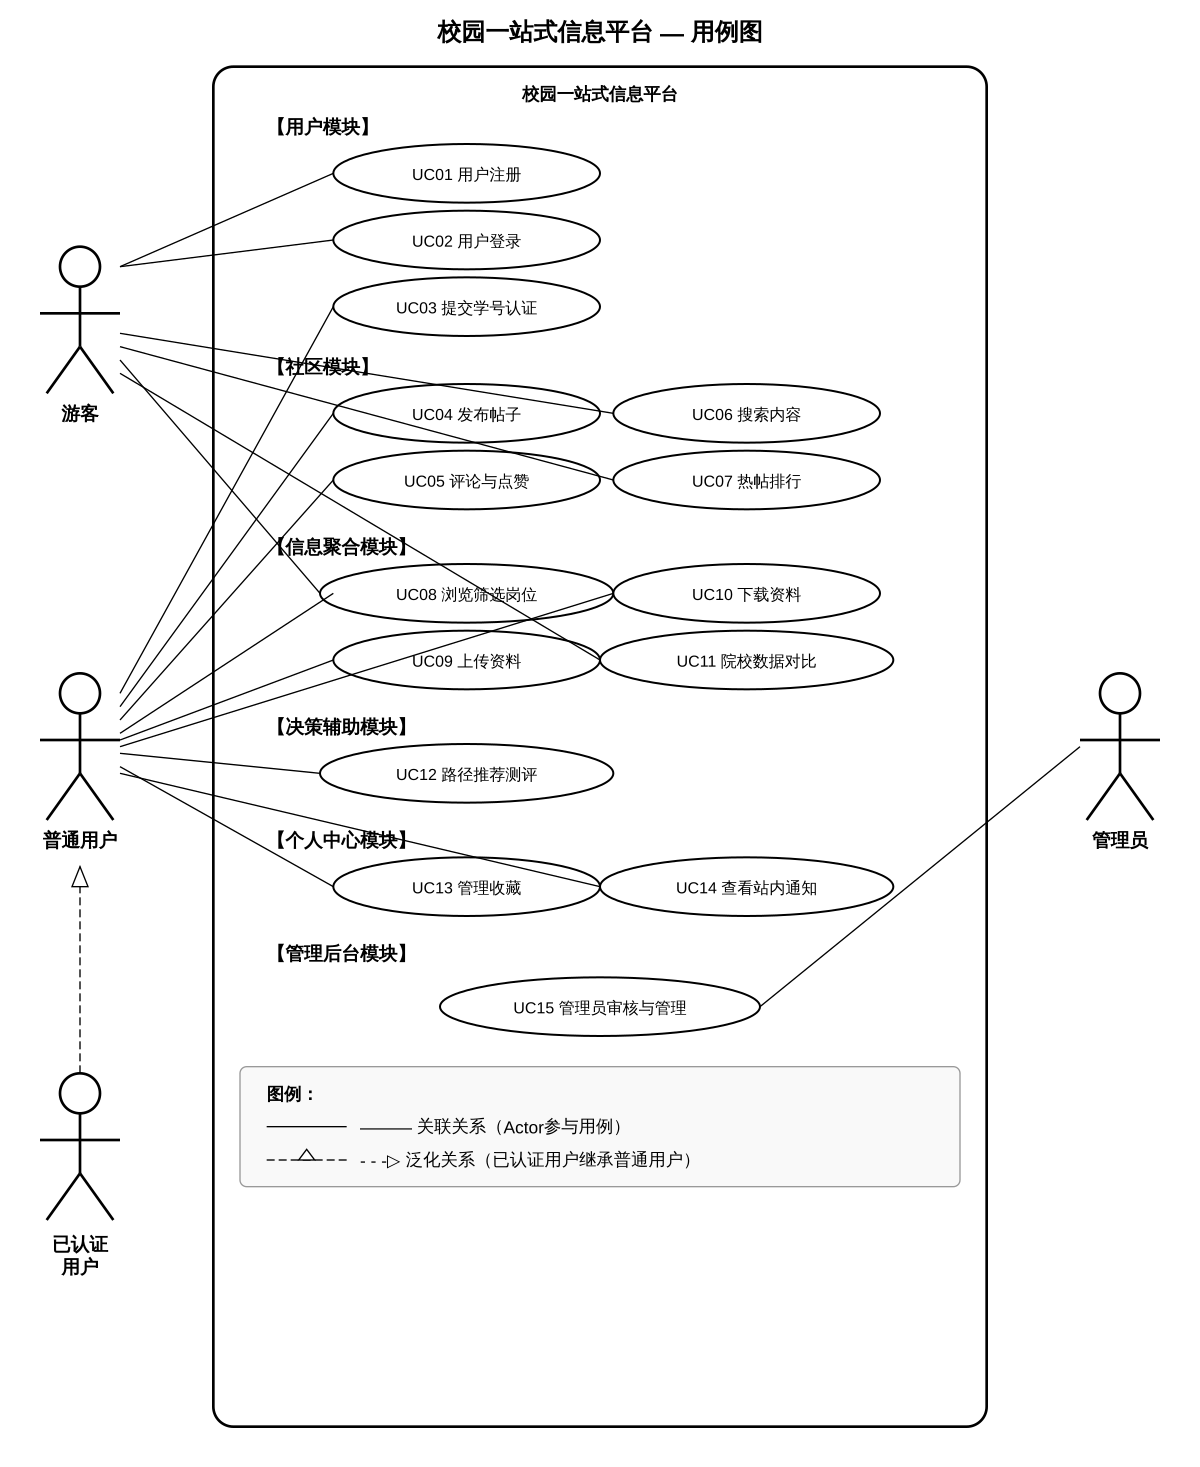 校园一站式信息平台 — 用例图
校园一站式信息平台
【用户模块】
UC01 用户注册
UC02 用户登录
UC03 提交学号认证
游客
【社区模块】
UC04 发布帖子
UC06 搜索内容
UC05 评论与点赞
UC07 热帖排行
【信息聚合模块】
UC08 浏览筛选岗位
UC10 下载资料
UC09 上传资料
UC11 院校数据对比
【决策辅助模块】
UC12 路径推荐测评
普通用户
管理员
【个人中心模块】
UC13 管理收藏
UC14 查看站内通知
【管理后台模块】
UC15 管理员审核与管理
图例：
——— 关联关系（Actor参与用例）
- - -▷ 泛化关系（已认证用户继承普通用户）
已认证
用户